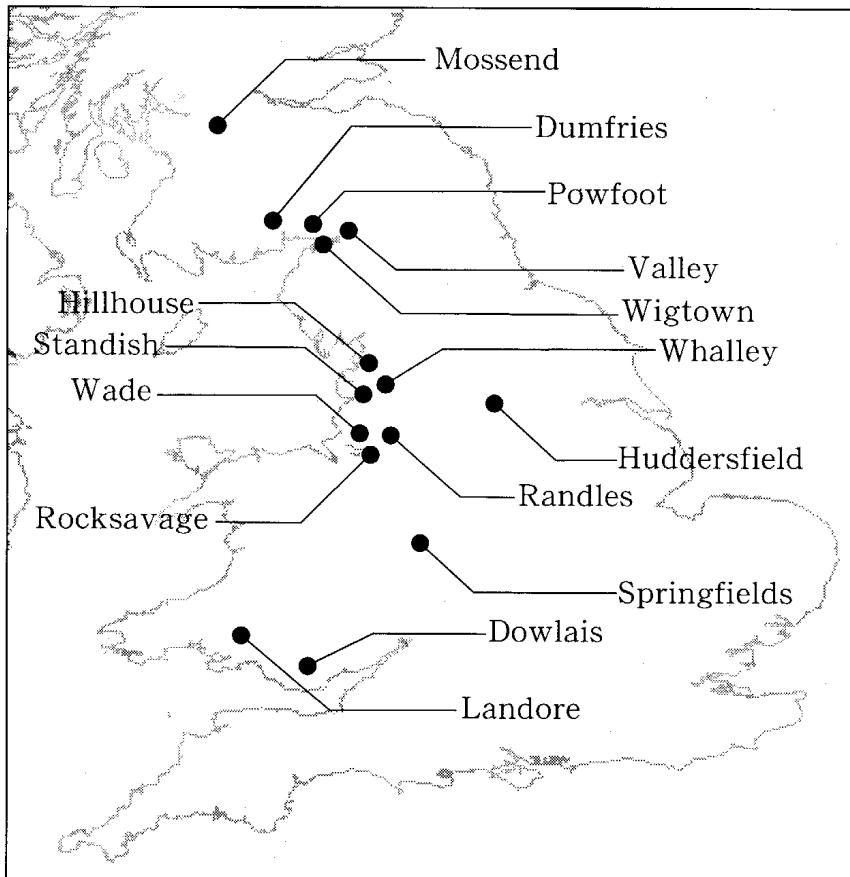 Mossend
Dumfries
Powfoot
Valley
Hillhouse
Wigtown
Standish
Whalley
Wade
Huddersfield
Randles
Rocksavage
Springfields
Dowlais
Landore